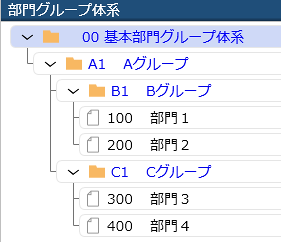 部門グループ体系
00 基本部門グループ体系
A1 Aグループ
B1 Bグループ
100 部門１
200 部門２
C1 Cグループ
300 部門３
400 部門４